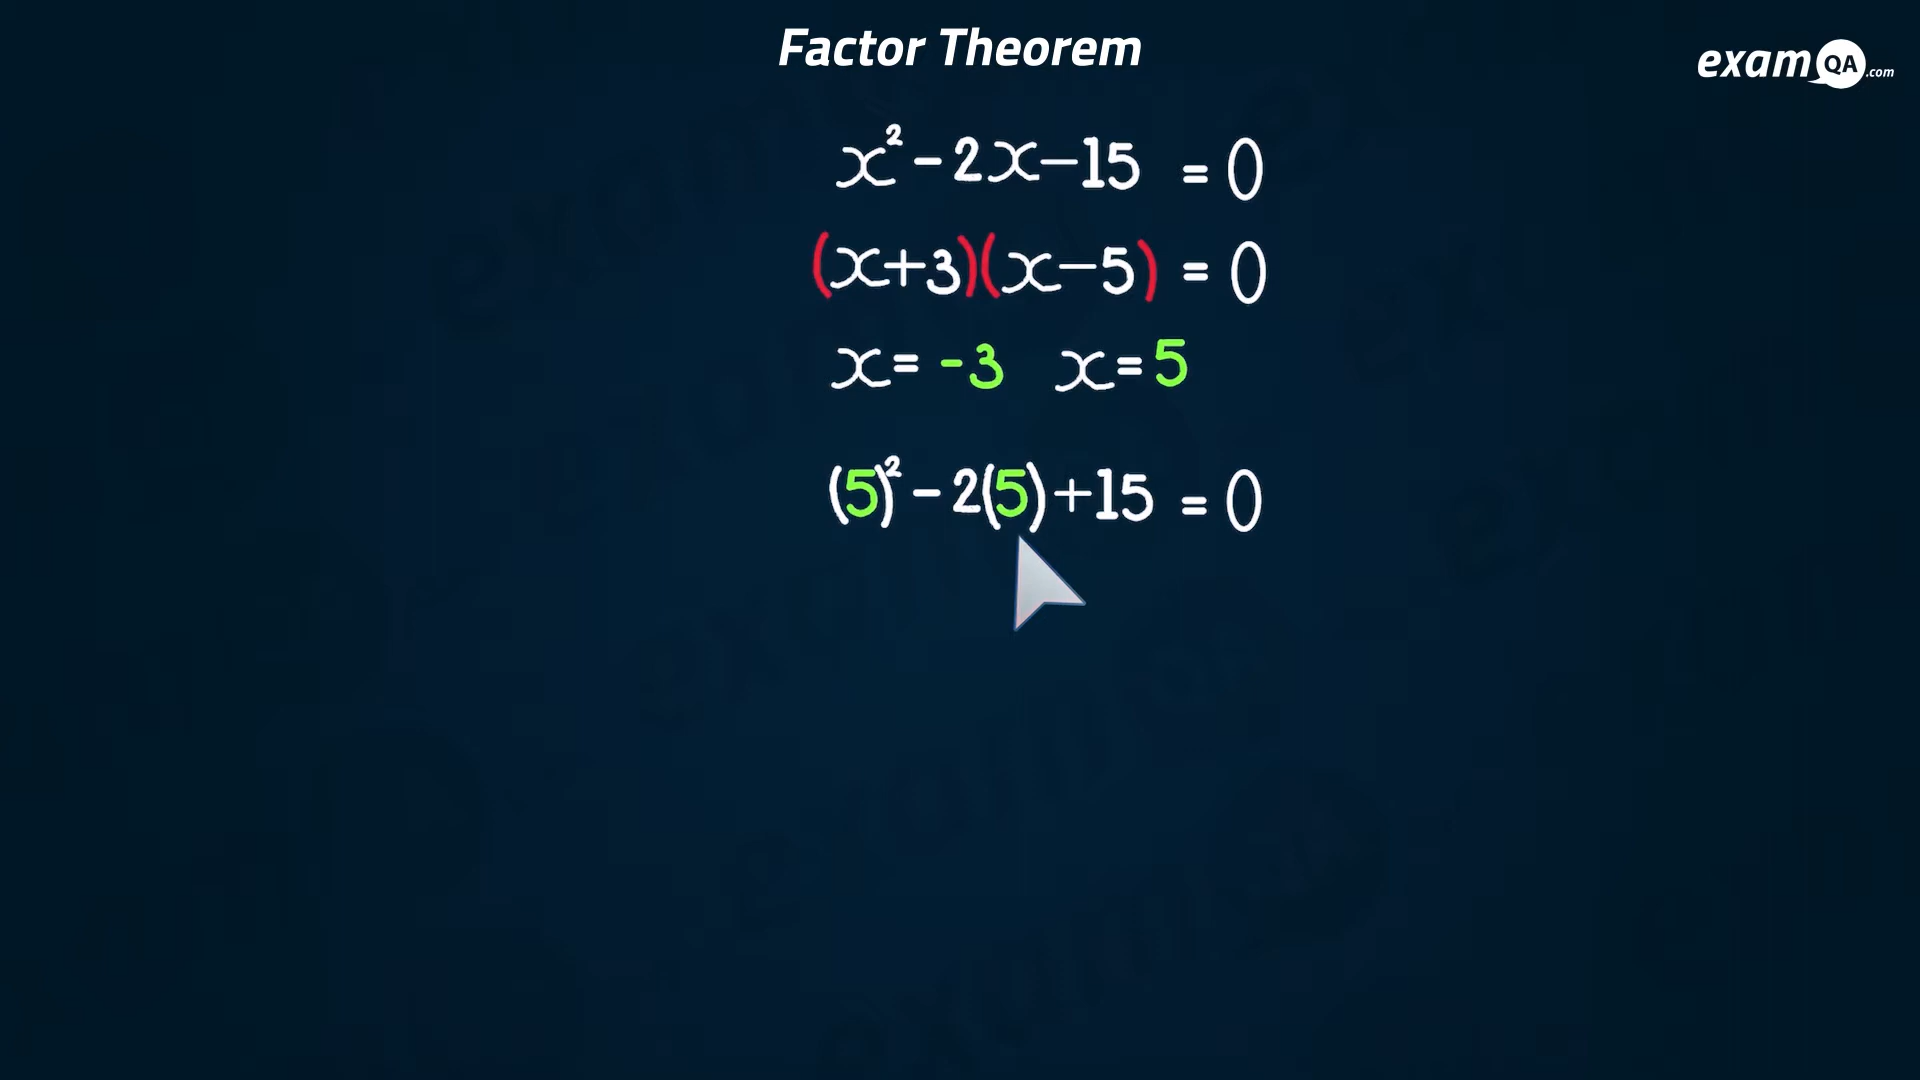 Factor Theorem
examQA.com
x² - 2x - 15 = 0
(x+3)(x-5) = 0
x = -3 x = 5
(5)² - 2(5) + 15 = 0